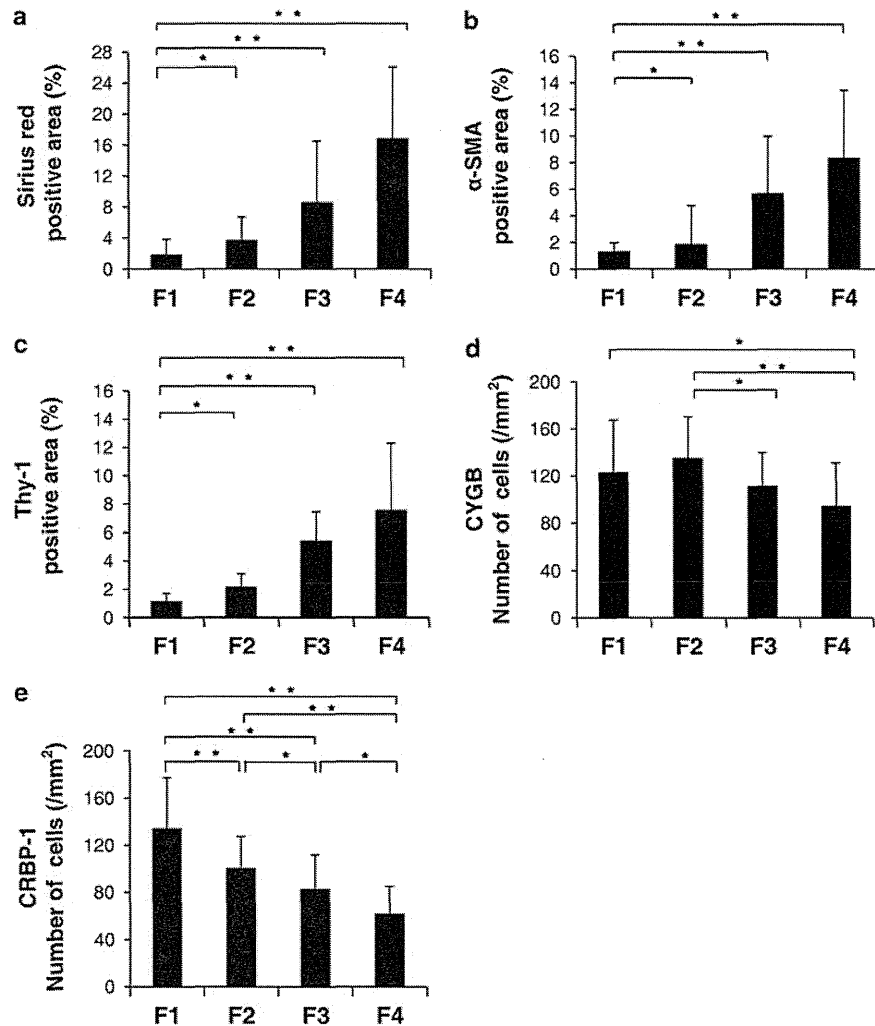 a
Sirius red
positive area (%)
28
24
20
16
12
8
4
0
* *
* *
*
F1 F2 F3 F4
b
α-SMA
positive area (%)
16
14
12
10
8
6
4
2
0
* *
* *
*
F1 F2 F3 F4
c
Thy-1
positive area (%)
16
14
12
10
8
6
4
2
0
* *
* *
*
F1 F2 F3 F4
d
CYGB
Number of cells (/mm²)
200
160
120
80
40
0
*
* *
*
F1 F2 F3 F4
e
CRBP-1
Number of cells (/mm²)
200
160
120
80
40
0
* *
* *
* *
* * * *
F1 F2 F3 F4